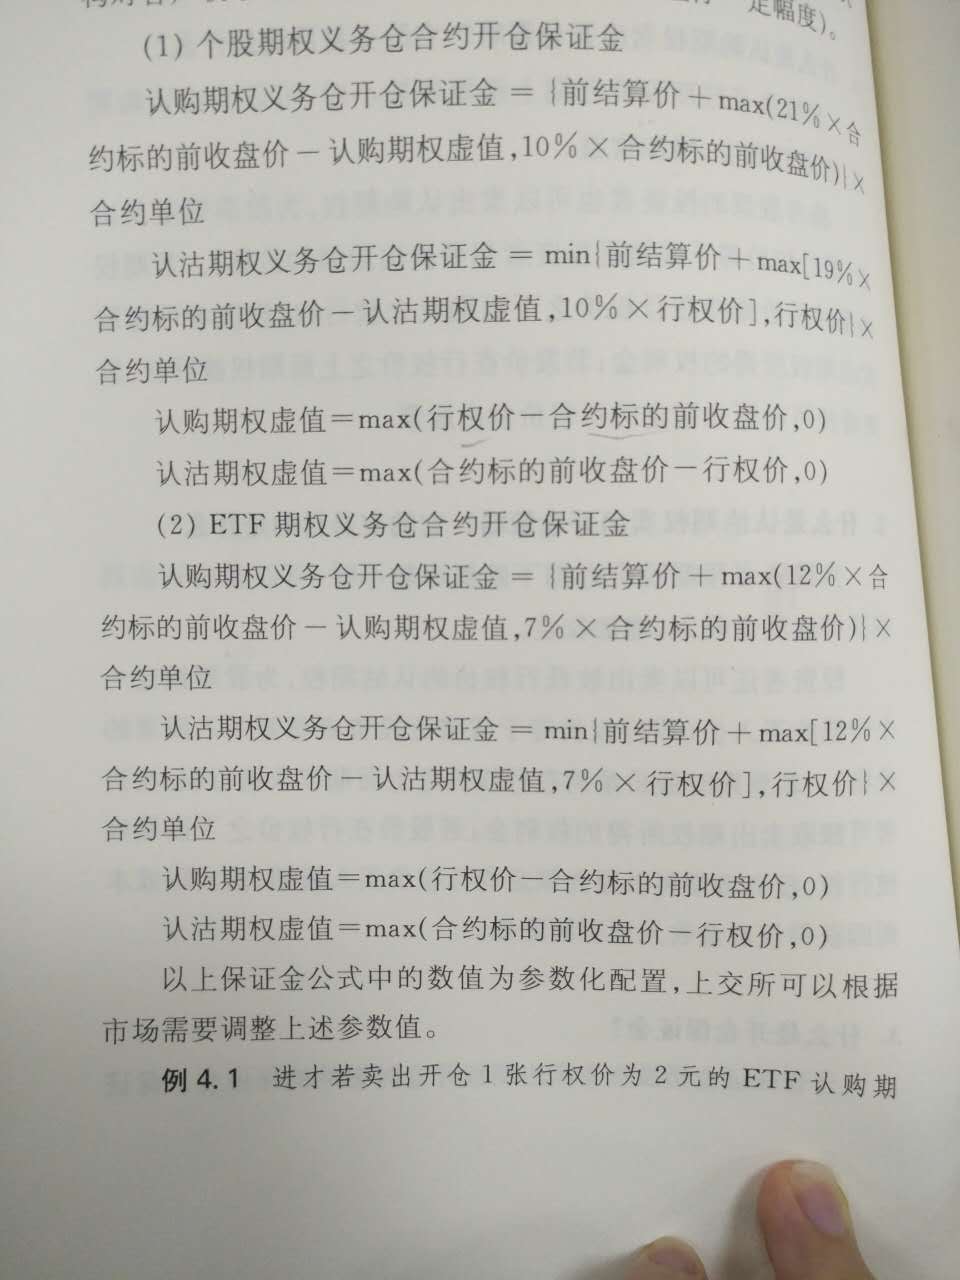 定幅度)。
(1) 个股期权义务仓合约开仓保证金
认购期权义务仓开仓保证金 = {前结算价 + max(21% × 合
约标的前收盘价 - 认购期权虚值,10% × 合约标的前收盘价)} ×
合约单位
认沽期权义务仓开仓保证金 = min{前结算价 + max[19% ×
合约标的前收盘价 - 认沽期权虚值,10% × 行权价],行权价} ×
合约单位
认购期权虚值=max(行权价-合约标的前收盘价,0)
认沽期权虚值=max(合约标的前收盘价-行权价,0)
(2) ETF 期权义务仓合约开仓保证金
认购期权义务仓开仓保证金 = {前结算价 + max(12% × 合
约标的前收盘价 - 认购期权虚值,7% × 合约标的前收盘价)} ×
合约单位
认沽期权义务仓开仓保证金 = min{前结算价 + max[12% ×
合约标的前收盘价 - 认沽期权虚值,7% × 行权价],行权价} ×
合约单位
认购期权虚值=max(行权价-合约标的前收盘价,0)
认沽期权虚值=max(合约标的前收盘价-行权价,0)
以上保证金公式中的数值为参数化配置,上交所可以根据
市场需要调整上述参数值。
例 4.1 进才若卖出开仓 1 张行权价为 2 元的 ETF 认购期